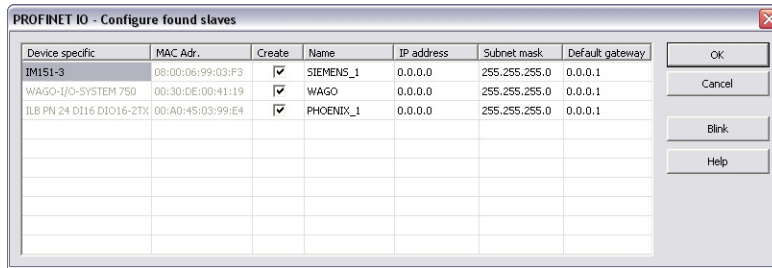 PROFINET IO - Configure found slaves
Device specific MAC Adr. Create Name IP address Subnet mask Default gateway
IM151-3 08:00:06:99:03:F3 SIEMENS_1 0.0.0.0 255.255.255.0 0.0.0.1
WAGO-I/O-SYSTEM 750 00:30:DE:00:41:19 WAGO 0.0.0.0 255.255.255.0 0.0.0.1
ILB PN 24 DI16 DIO16-2TX 00:A0:45:03:99:E4 PHOENIX_1 0.0.0.0 255.255.255.0 0.0.0.1
OK
Cancel
Blink
Help